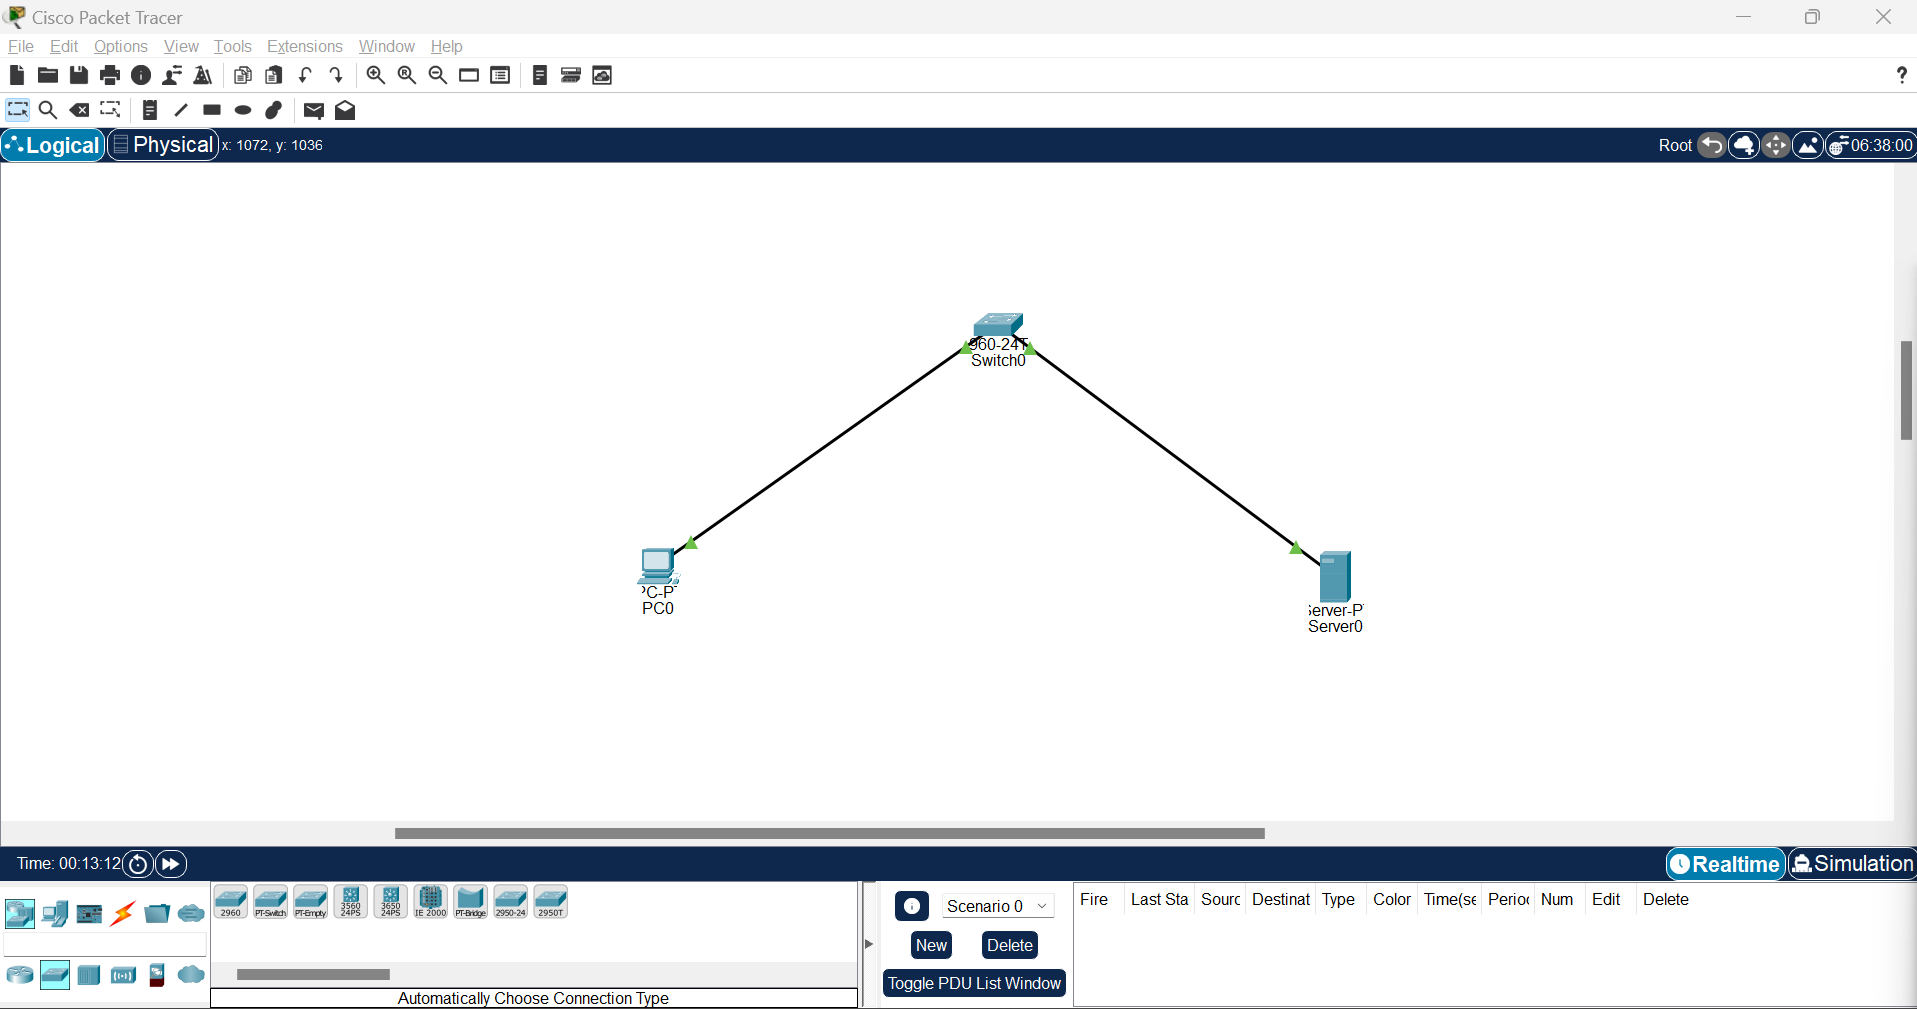 Cisco Packet Tracer
File Edit Options View Tools Extensions Window Help
Logical Physical x: 1072, y: 1036 Root 06:38:00
960-24T
Switch0
PC-PT
PC0
Server-PT
Server0
Time: 00:13:12 Realtime Simulation
2960 PT-Switch PT-Empty 3560 24PS 3650 24PS IE 2000 PT-Bridge 2950-24 2950T
Scenario 0
New Delete
Toggle PDU List Window
Automatically Choose Connection Type
Fire Last Sta Sourc Destinat Type Color Time(se Perio Num Edit Delete